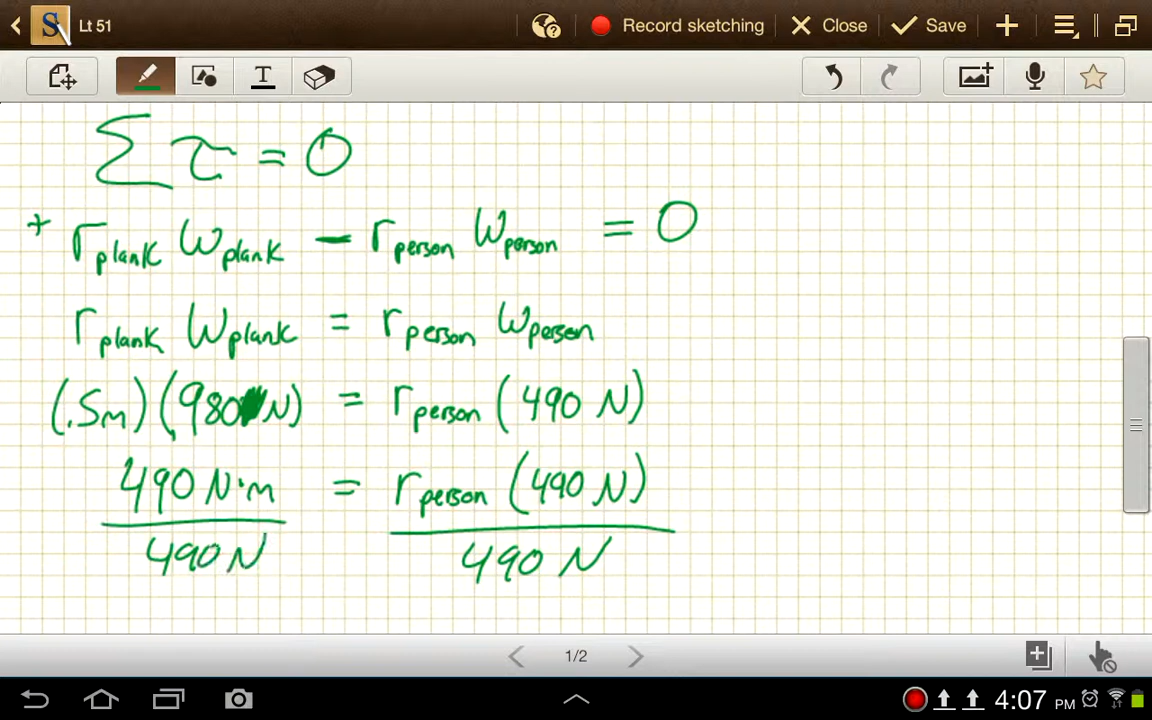 S Lt 51 Record sketching Close Save
T
Σ τ = 0
+ r_plank W_plank − r_person W_person = 0
r_plank W_plank = r_person W_person
(.5m) (980 N) = r_person (490 N)
490 N·m = r_person (490 N)
490 N 490 N
1/2
4:07 PM